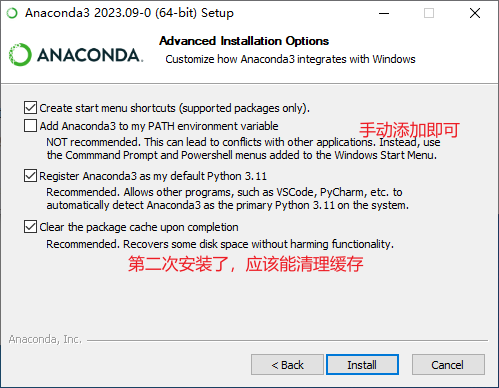 Anaconda3 2023.09-0 (64-bit) Setup
ANACONDA.
Advanced Installation Options
Customize how Anaconda3 integrates with Windows
Create start menu shortcuts (supported packages only).
Add Anaconda3 to my PATH environment variable
手动添加即可
NOT recommended. This can lead to conflicts with other applications. Instead, use
the Commmand Prompt and Powershell menus added to the Windows Start Menu.
Register Anaconda3 as my default Python 3.11
Recommended. Allows other programs, such as VSCode, PyCharm, etc. to
automatically detect Anaconda3 as the primary Python 3.11 on the system.
Clear the package cache upon completion
Recommended. Recovers some disk space without harming functionality.
第二次安装了，应该能清理缓存
Anaconda, Inc.
< Back
Install
Cancel